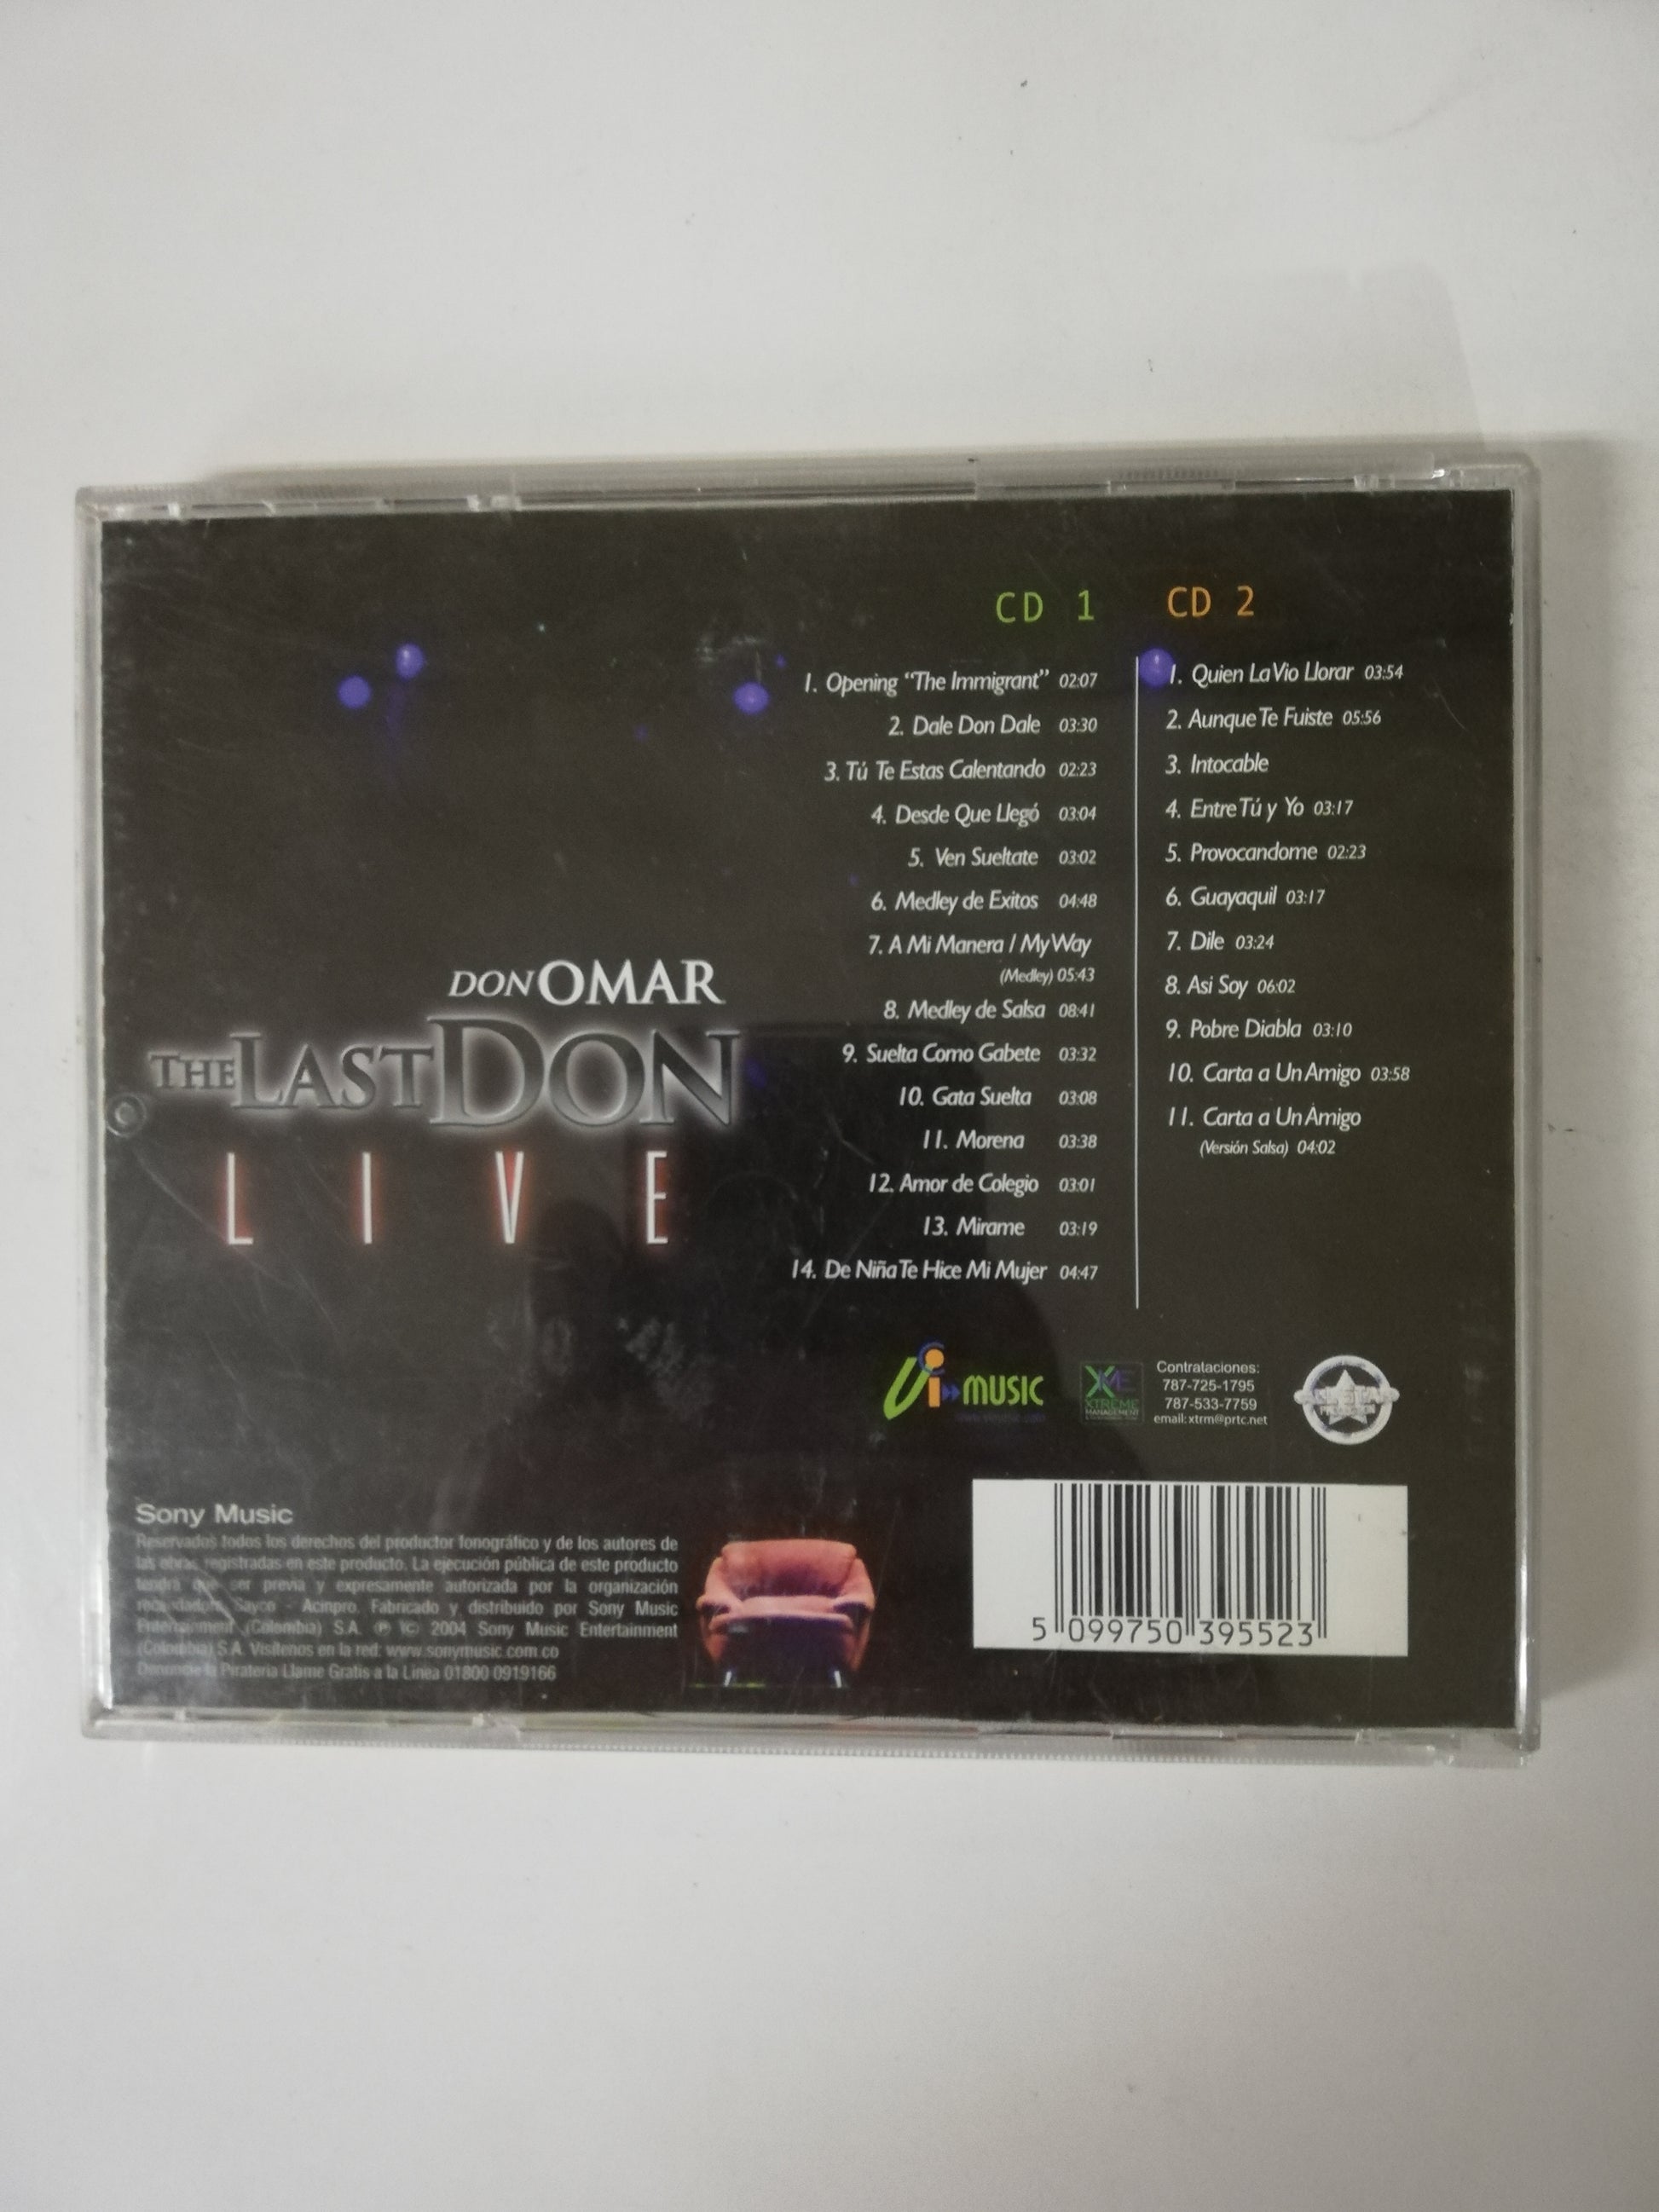 CD 1
1. Opening “The Immigrant” 02:07
2. Dale Don Dale 03:30
3. Tú Te Estas Calentando 02:23
4. Desde Que Llegó 03:04
5. Ven Sueltate 03:02
6. Medley de Exitos 04:48
7. A Mi Manera / My Way
(Medley) 05:43
8. Medley de Salsa 08:41
9. Suelta Como Gabete 03:32
10. Gata Suelta 03:08
11. Morena 03:38
12. Amor de Colegio 03:01
13. Mirame 03:19
14. De Niña Te Hice Mi Mujer 04:47
CD 2
1. Quien La Vio Llorar 03:54
2. Aunque Te Fuiste 05:56
3. Intocable
4. Entre Tú y Yo 03:17
5. Provocandome 02:23
6. Guayaquil 03:17
7. Dile 03:24
8. Asi Soy 06:02
9. Pobre Diabla 03:10
10. Carta a Un Amigo 03:58
11. Carta a Un Amigo
(Versión Salsa) 04:02
DON OMAR
THE LAST DON
LIVE
Vi MUSIC
XTREME
MANAGEMENT
Contrataciones:
787-725-1795
787-533-7759
email: xtrm@prtc.net
Sony Music
Reservados todos los derechos del productor fonográfico y de los autores de
las obras registradas en este producto. La ejecución pública de este producto
tendrá que ser previa y expresamente autorizada por la organización
recaudadora Sayco - Acinpro. Fabricado y distribuido por Sony Music
Entertainment (Colombia) S.A. ℗ (C) 2004 Sony Music Entertainment
(Colombia) S.A. Visítenos en la red: www.sonymusic.com.co
Denuncie la Piratería Llame Gratis a la Línea 01800 0919166
5 099750 395523